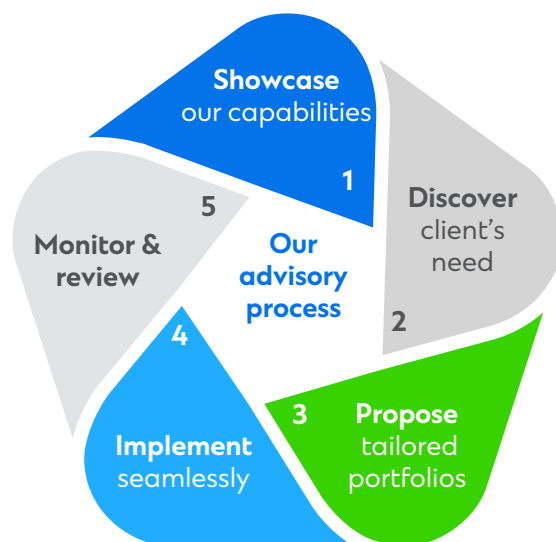 Showcase
our capabilities
1
Discover
client's
need
2
3
Propose
tailored
portfolios
4
Implement
seamlessly
5
Monitor &
review
Our
advisory
process